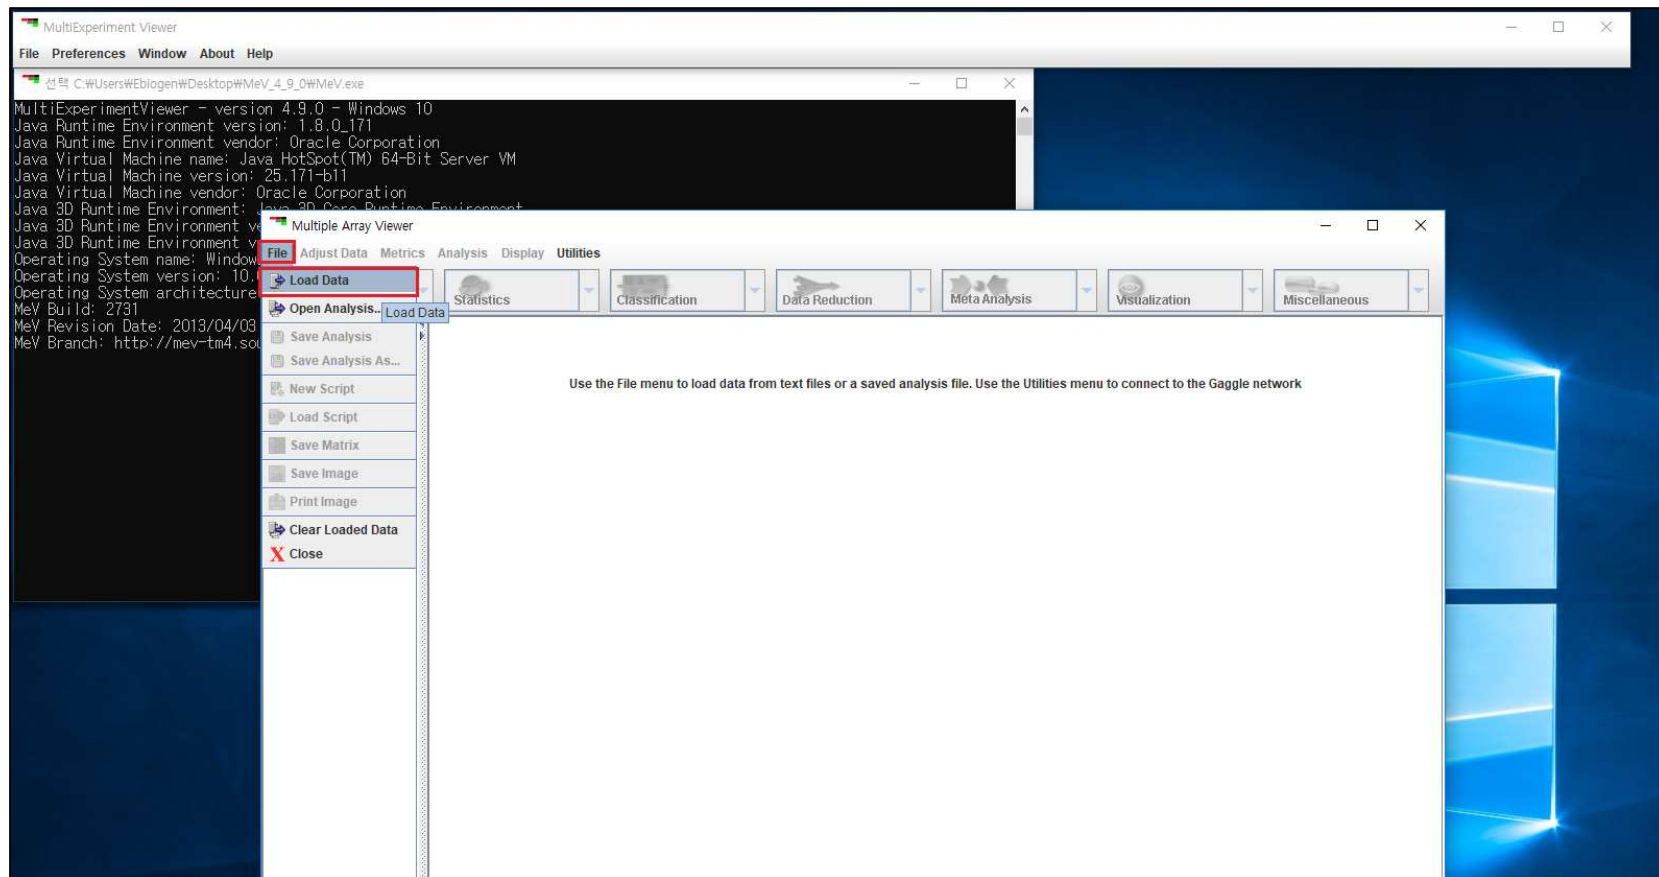 MultiExperiment Viewer
File Preferences Window About Help
선택 C:₩Users₩Ebiogen₩Desktop₩MeV_4_9_0₩MeV.exe
MultiExperimentViewer - version 4.9.0 - Windows 10
Java Runtime Environment version: 1.8.0_171
Java Runtime Environment vendor: Oracle Corporation
Java Virtual Machine name: Java HotSpot(TM) 64-Bit Server VM
Java Virtual Machine version: 25.171-b11
Java Virtual Machine vendor: Oracle Corporation
Java 3D Runtime Environment: Java 3D Core Runtime Environment
Java 3D Runtime Environment ve
Java 3D Runtime Environment v
Operating System name: Window
Operating System version: 10.
Operating System architecture
MeV Build: 2731
MeV Revision Date: 2013/04/03
MeV Branch: http://mev-tm4.sou
Multiple Array Viewer
File Adjust Data Metrics Analysis Display Utilities
Statistics Classification Data Reduction Meta Analysis Visualization Miscellaneous
Load Data
Open Analysis...
Load Data
Save Analysis
Save Analysis As...
New Script
Load Script
Save Matrix
Save Image
Print Image
Clear Loaded Data
Close
Use the File menu to load data from text files or a saved analysis file. Use the Utilities menu to connect to the Gaggle network